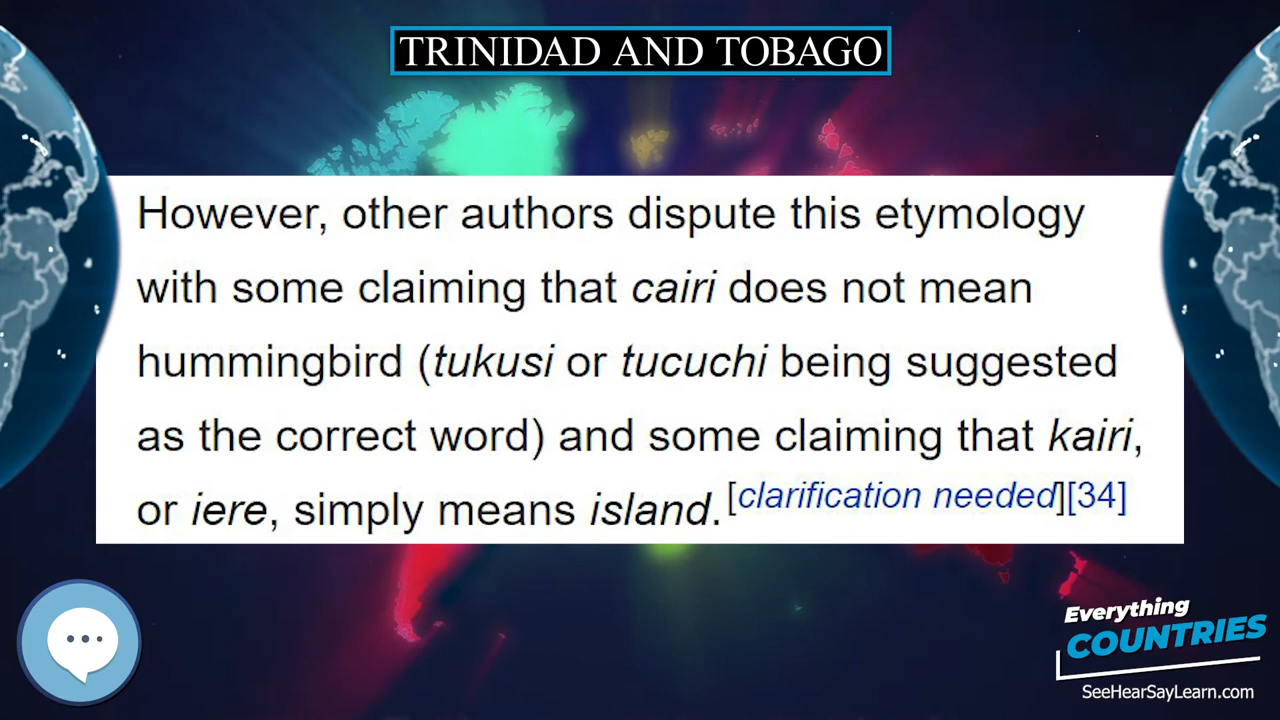 TRINIDAD AND TOBAGO
However, other authors dispute this etymology
with some claiming that cairi does not mean
hummingbird (tukusi or tucuchi being suggested
as the correct word) and some claiming that kairi,
or iere, simply means island.[clarification needed][34]
Everything
COUNTRIES
SeeHearSayLearn.com